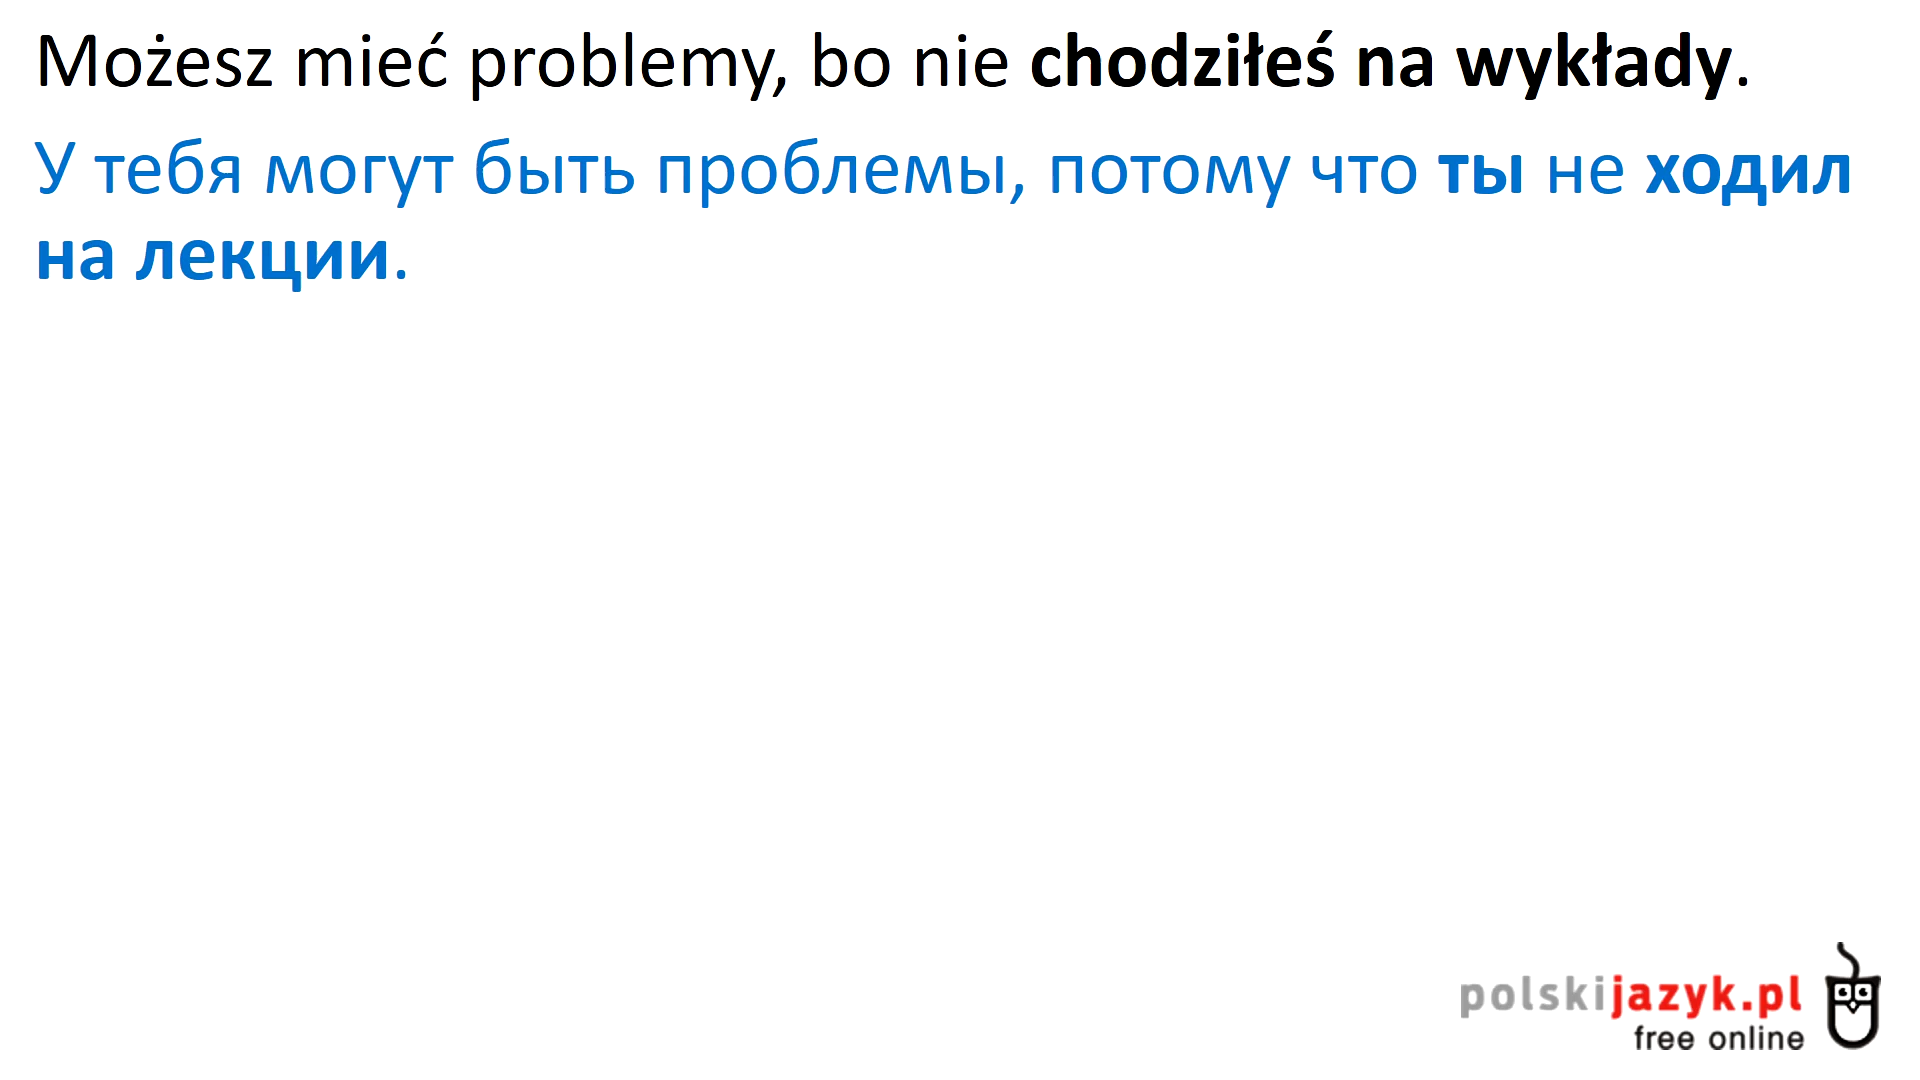 Możesz mieć problemy, bo nie chodziłeś na wykłady.
У тебя могут быть проблемы, потому что ты не ходил
на лекции.
polskijazyk.pl
free online